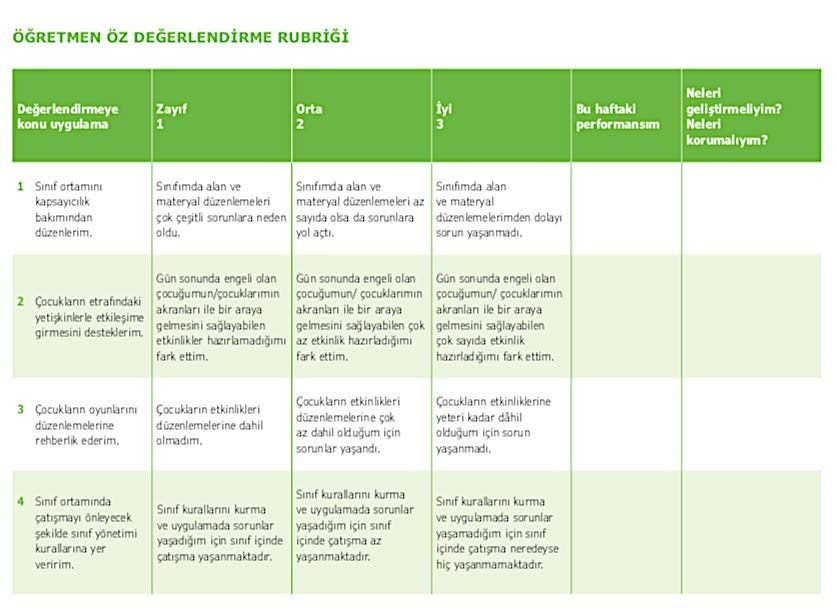 ÖĞRETMEN ÖZ DEĞERLENDİRME RUBRİĞİ
Değerlendirmeye
konu uygulama
Zayıf
1
Orta
2
İyi
3
Bu haftaki
performansım
Neleri
geliştirmeliyim?
Neleri
korumalıyım?
1 Sınıf ortamını
kapsayıcılık
bakımından
düzenlerim.
Sınıfımda alan ve
materyal düzenlemeleri
çok çeşitli sorunlara neden
oldu.
Sınıfımda alan ve
materyal düzenlemeleri az
sayıda olsa da sorunlara
yol açtı.
Sınıfımda alan
ve materyal
düzenlemelerimden dolayı
sorun yaşanmadı.
2 Çocukların etrafındaki
yetişkinlerle etkileşime
girmesini desteklerim.
Gün sonunda engeli olan
çocuğumun/çocuklarımın
akranları ile bir araya
gelmesini sağlayabilen
etkinlikler hazırlamadığımı
fark ettim.
Gün sonunda engeli olan
çocuğumun/ çocuklarımın
akranları ile bir araya
gelmesini sağlayabilen çok
az etkinlik hazırladığımı
fark ettim.
Gün sonunda engeli olan
çocuğumun/ çocuklarımın
akranları ile bir araya
gelmesini sağlayabilen
çok sayıda etkinlik
hazırladığımı fark ettim.
3 Çocukların oyunlarını
düzenlemelerine
rehberlik ederim.
Çocukların etkinlikleri
düzenlemelerine dahil
olmadım.
Çocukların etkinlikleri
düzenlemelerine çok
az dahil olduğum için
sorunlar yaşandı.
Çocukların etkinliklerine
yeteri kadar dâhil
olduğum için sorun
yaşanmadı.
4 Sınıf ortamında
çatışmayı önleyecek
şekilde sınıf yönetimi
kurallarına yer
veririm.
Sınıf kurallarını kurma
ve uygulamada sorunlar
yaşadığım için sınıf içinde
çatışma yaşanmaktadır.
Sınıf kurallarını kurma
ve uygulamada sorunlar
yaşadığım için sınıf
içinde çatışma az
yaşanmaktadır.
Sınıf kurallarını kurma
ve uygulamada sorunlar
yaşamadığım için sınıf
içinde çatışma neredeyse
hiç yaşanmamaktadır.